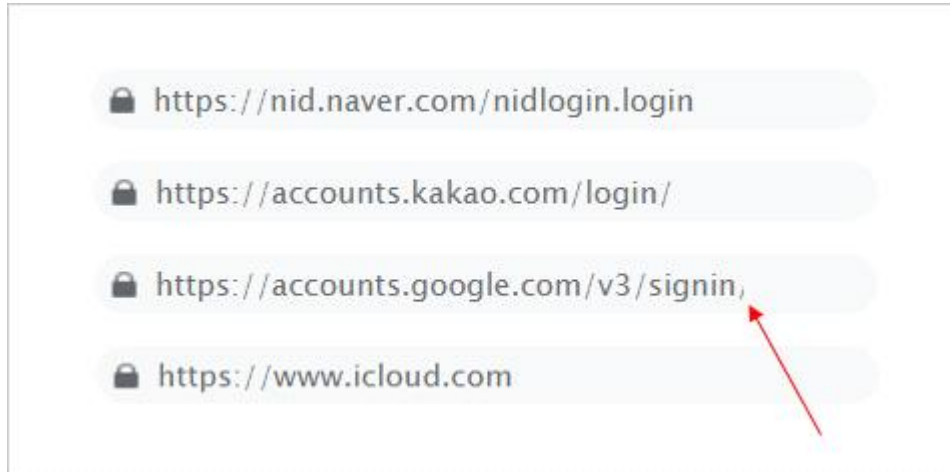 https://nid.naver.com/nidlogin.login
https://accounts.kakao.com/login/
https://accounts.google.com/v3/signin/
https://www.icloud.com